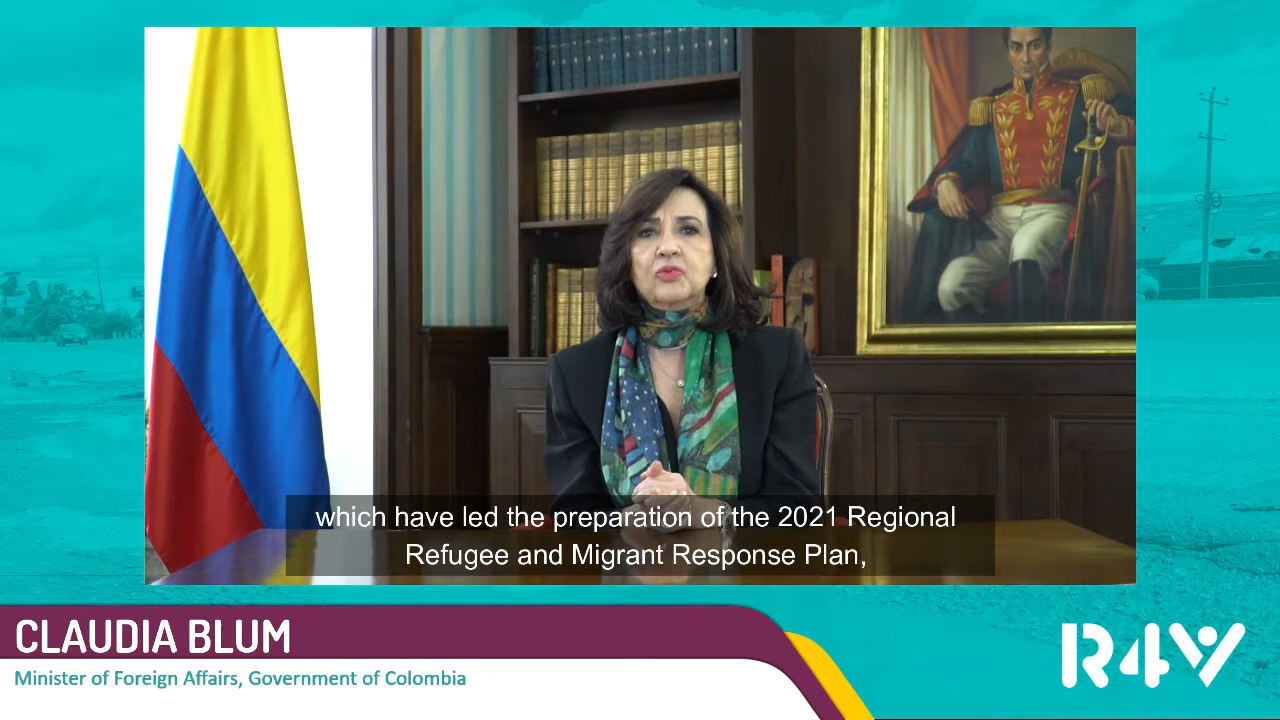 which have led the preparation of the 2021 Regional
Refugee and Migrant Response Plan,
CLAUDIA BLUM
Minister of Foreign Affairs, Government of Colombia
R4V